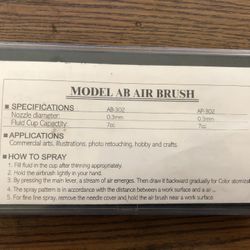 MODEL AB AIR BRUSH
■ SPECIFICATIONS AB-302 AP-302
Nozzle diameter: 0.3mm 0.3mm
Fluid Cup Capactity 7cc 7cc
■ APPLICATIONS
Commercial arts, illustrations, photo retouching, hobby and crafts
■ HOW TO SPRAY
1. Fill fluid in the cup after thinning appropriately.
2. Hold the airbrush lightly in your hand.
3. By pressing the main lever, a stream of air emerges. Then draw it backward gradually for Color atomizati
4. The spray pattern is in accordance with the distance between a work surface and a
5. For fine line spray, remove the needle cover and hold the air brush near a work surface